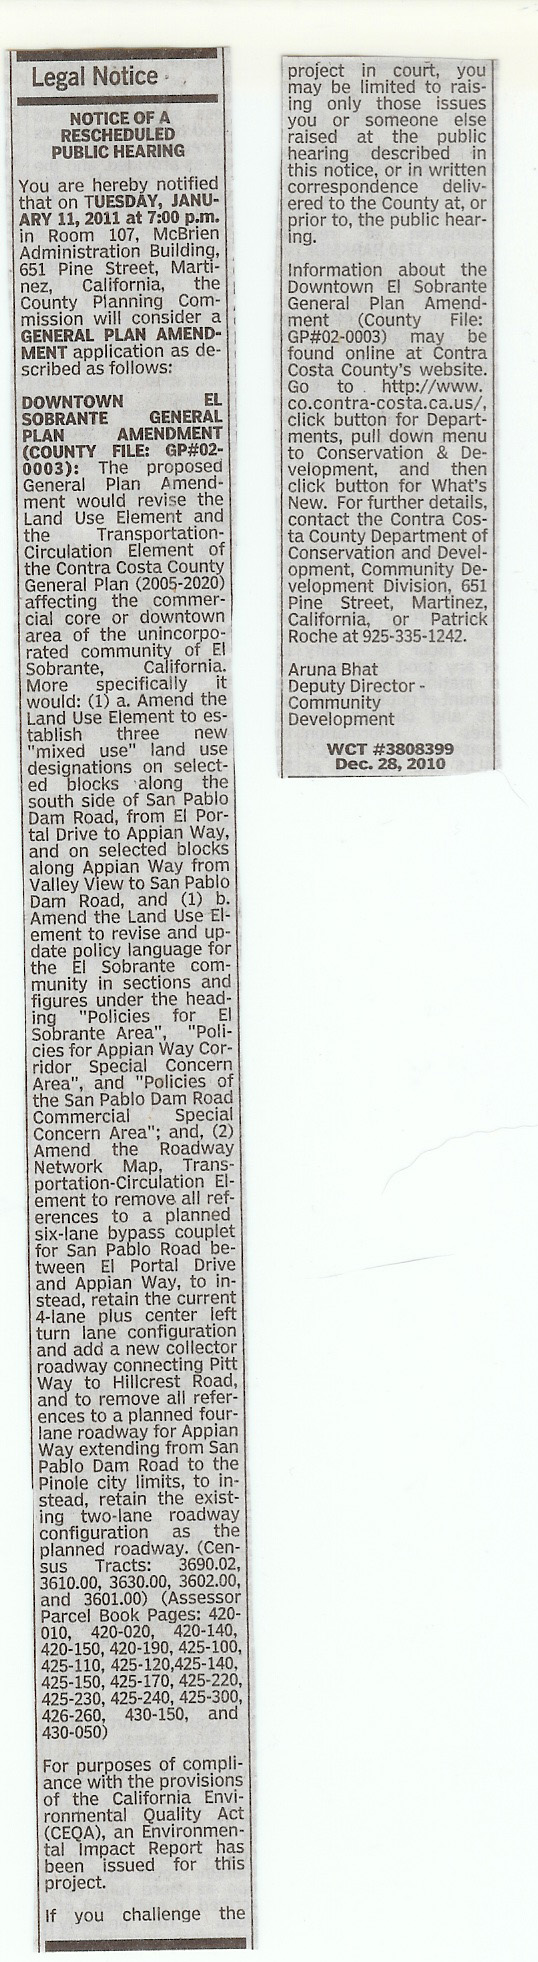 Legal Notice
NOTICE OF A
RESCHEDULED
PUBLIC HEARING
You are hereby notified
that on TUESDAY, JANU-
ARY 11, 2011 at 7:00 p.m.
in Room 107, McBrien
Administration Building,
651 Pine Street, Marti-
nez, California, the
County Planning Com-
mission will consider a
GENERAL PLAN AMEND-
MENT application as de-
scribed as follows:
DOWNTOWN EL
SOBRANTE GENERAL
PLAN AMENDMENT
(COUNTY FILE: GP#02-
0003): The proposed
General Plan Amend-
ment would revise the
Land Use Element and
the Transportation-
Circulation Element of
the Contra Costa County
General Plan (2005-2020)
affecting the commer-
cial core or downtown
area of the unincorpo-
rated community of El
Sobrante, California.
More specifically it
would: (1) a. Amend the
Land Use Element to es-
tablish three new
"mixed use" land use
designations on select-
ed blocks along the
south side of San Pablo
Dam Road, from El Por-
tal Drive to Appian Way,
and on selected blocks
along Appian Way from
Valley View to San Pablo
Dam Road, and (1) b.
Amend the Land Use El-
ement to revise and up-
date policy language for
the El Sobrante com-
munity in sections and
figures under the head-
ing "Policies for El
Sobrante Area", "Poli-
cies for Appian Way Cor-
ridor Special Concern
Area", and "Policies of
the San Pablo Dam Road
Commercial Special
Concern Area"; and, (2)
Amend the Roadway
Network Map, Trans-
portation-Circulation El-
ement to remove all ref-
erences to a planned
six-lane bypass couplet
for San Pablo Road be-
tween El Portal Drive
and Appian Way, to in-
stead, retain the current
4-lane plus center left
turn lane configuration
and add a new collector
roadway connecting Pitt
Way to Hillcrest Road,
and to remove all refer-
ences to a planned four-
lane roadway for Appian
Way extending from San
Pablo Dam Road to the
Pinole city limits, to in-
stead, retain the exist-
ing two-lane roadway
configuration as the
planned roadway. (Cen-
sus Tracts: 3690.02,
3610.00, 3630.00, 3602.00,
and 3601.00) (Assessor
Parcel Book Pages: 420-
010, 420-020, 420-140,
420-150, 420-190, 425-100,
425-110, 425-120,425-140,
425-150, 425-170, 425-220,
425-230, 425-240, 425-300,
426-260, 430-150, and
430-050)
For purposes of compli-
ance with the provisions
of the California Envi-
ronmental Quality Act
(CEQA), an Environmen-
tal Impact Report has
been issued for this
project.
If you challenge the
project in court, you
may be limited to rais-
ing only those issues
you or someone else
raised at the public
hearing described in
this notice, or in written
correspondence deliv-
ered to the County at, or
prior to, the public hear-
ing.
Information about the
Downtown El Sobrante
General Plan Amend-
ment (County File:
GP#02-0003) may be
found online at Contra
Costa County's website.
Go to http://www.
co.contra-costa.ca.us/,
click button for Depart-
ments, pull down menu
to Conservation & De-
velopment, and then
click button for What's
New. For further details,
contact the Contra Cos-
ta County Department of
Conservation and Devel-
opment, Community De-
velopment Division, 651
Pine Street, Martinez,
California, or Patrick
Roche at 925-335-1242.
Aruna Bhat
Deputy Director -
Community
Development
WCT #3808399
Dec. 28, 2010